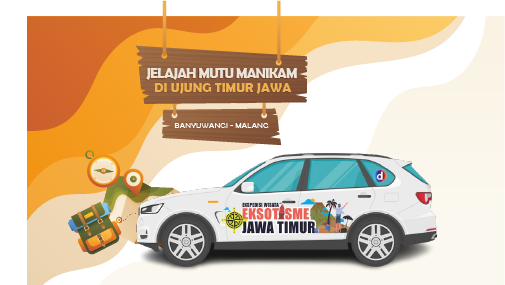 JELAJAH MUTU MANIKAM
DI UJUNG TIMUR JAWA
BANYUWANGI - MALANG
EKSPEDISI WISATA
EKSOTISME
JAWA TIMUR
d